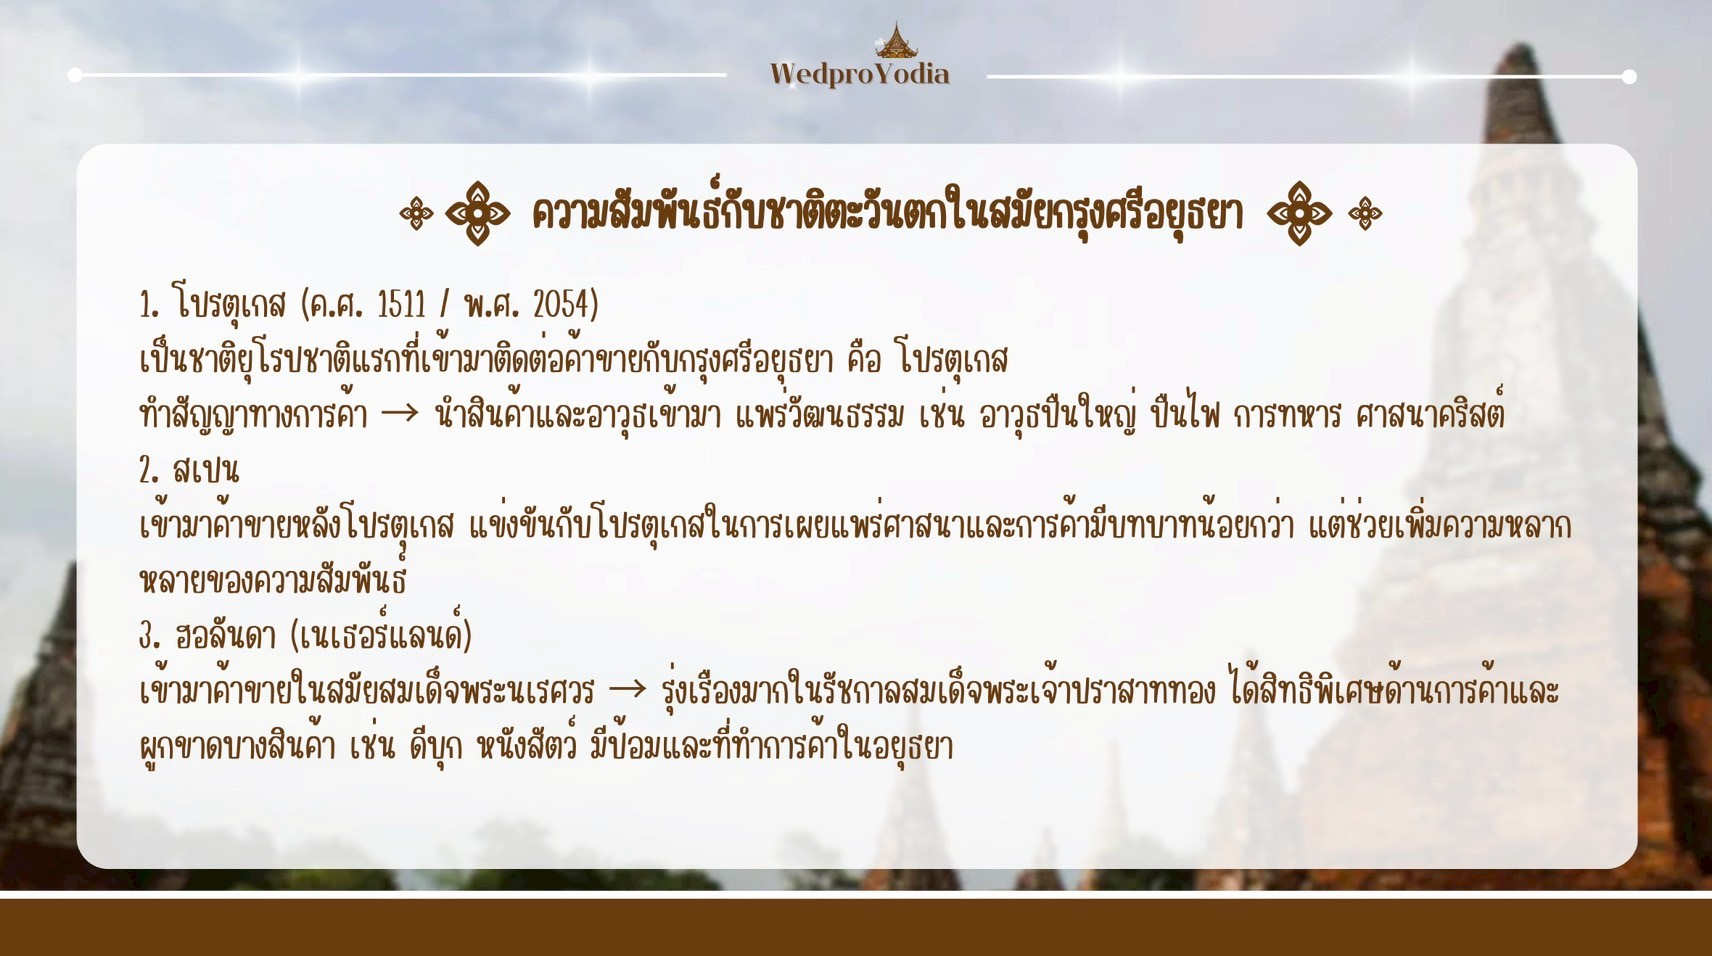 WedproYodia
ความสัมพันธ์กับชาติตะวันตกในสมัยกรุงศรีอยุธยา
1. โปรตุเกส (ค.ศ. 1511 / พ.ศ. 2054)
เป็นชาติยุโรปชาติแรกที่เข้ามาติดต่อค้าขายกับกรุงศรีอยุธยา คือ โปรตุเกส
ทำสัญญาทางการค้า → นำสินค้าและอาวุธเข้ามา แพร่วัฒนธรรม เช่น อาวุธปืนใหญ่ ปืนไฟ การทหาร ศาสนาคริสต์
2. สเปน
เข้ามาค้าขายหลังโปรตุเกส แข่งขันกับโปรตุเกสในการเผยแพร่ศาสนาและการค้ามีบทบาทน้อยกว่า แต่ช่วยเพิ่มความหลาก
หลายของความสัมพันธ์
3. ฮอลันดา (เนเธอร์แลนด์)
เข้ามาค้าขายในสมัยสมเด็จพระนเรศวร → รุ่งเรืองมากในรัชกาลสมเด็จพระเจ้าปราสาททอง ได้สิทธิพิเศษด้านการค้าและ
ผูกขาดบางสินค้า เช่น ดีบุก หนังสัตว์ มีป้อมและที่ทำการค้าในอยุธยา